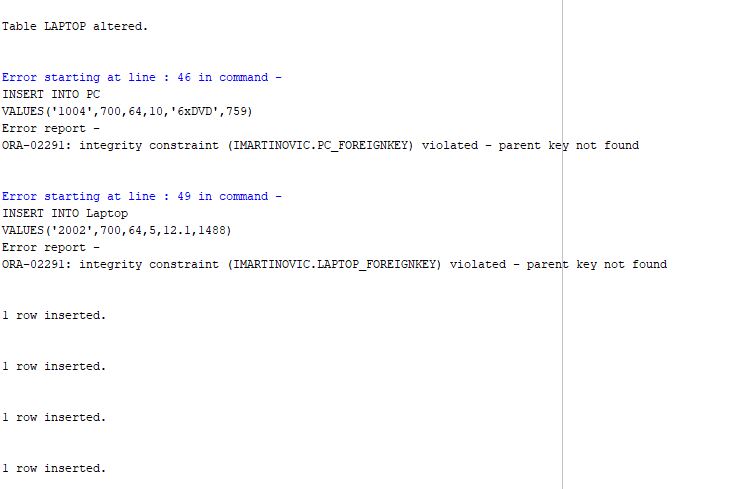 Table LAPTOP altered.
Error starting at line : 46 in command -
INSERT INTO PC
VALUES('1004',700,64,10,'6xDVD',759)
Error report -
ORA-02291: integrity constraint (IMARTINOVIC.PC_FOREIGNKEY) violated - parent key not found
Error starting at line : 49 in command -
INSERT INTO Laptop
VALUES('2002',700,64,5,12.1,1488)
Error report -
ORA-02291: integrity constraint (IMARTINOVIC.LAPTOP_FOREIGNKEY) violated - parent key not found
1 row inserted.
1 row inserted.
1 row inserted.
1 row inserted.